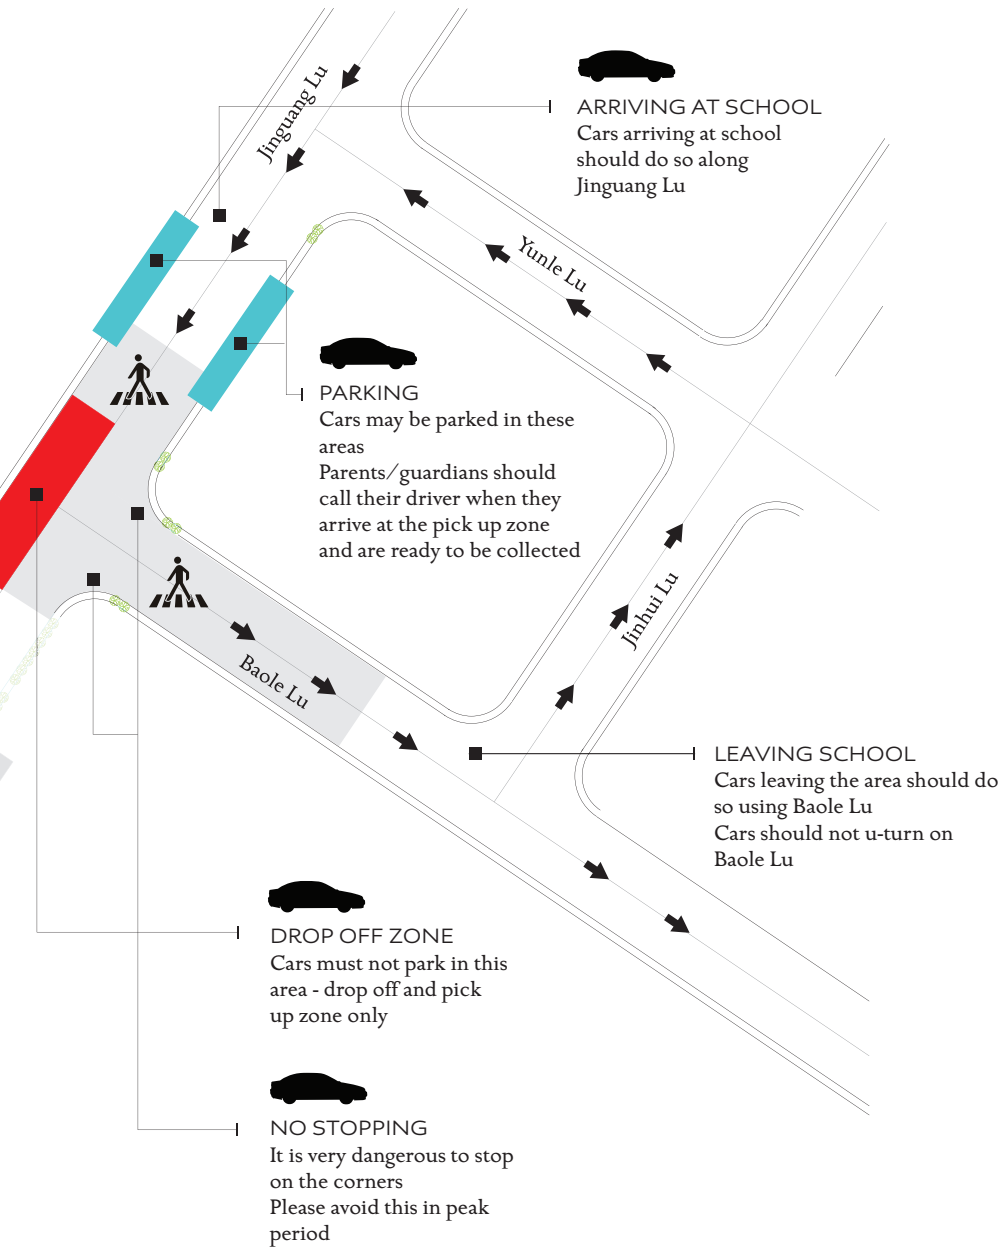 Jinguang Lu
ARRIVING AT SCHOOL
Cars arriving at school
should do so along
Jinguang Lu
Yunle Lu
PARKING
Cars may be parked in these
areas
Parents/guardians should
call their driver when they
arrive at the pick up zone
and are ready to be collected
Jinhui Lu
Baole Lu
LEAVING SCHOOL
Cars leaving the area should do
so using Baole Lu
Cars should not u-turn on
Baole Lu
DROP OFF ZONE
Cars must not park in this
area - drop off and pick
up zone only
NO STOPPING
It is very dangerous to stop
on the corners
Please avoid this in peak
period